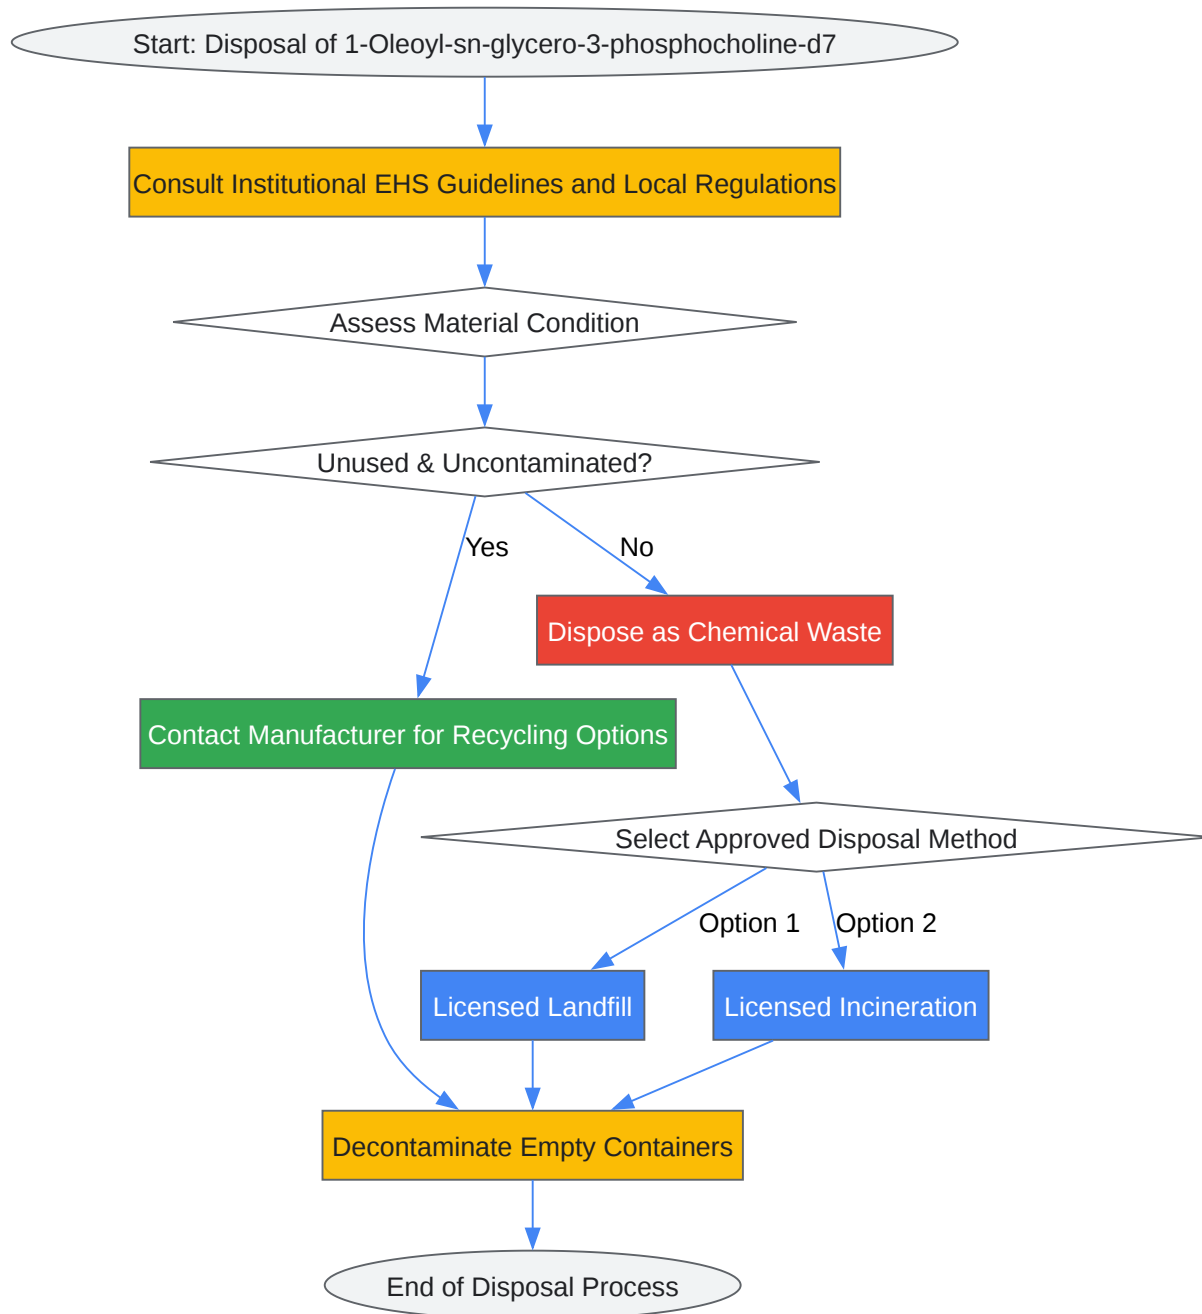 Start: Disposal of 1-Oleoyl-sn-glycero-3-phosphocholine-d7
Consult Institutional EHS Guidelines and Local Regulations
Assess Material Condition
Unused & Uncontaminated?
Yes
No
Dispose as Chemical Waste
Contact Manufacturer for Recycling Options
Select Approved Disposal Method
Option 1
Option 2
Licensed Landfill
Licensed Incineration
Decontaminate Empty Containers
End of Disposal Process